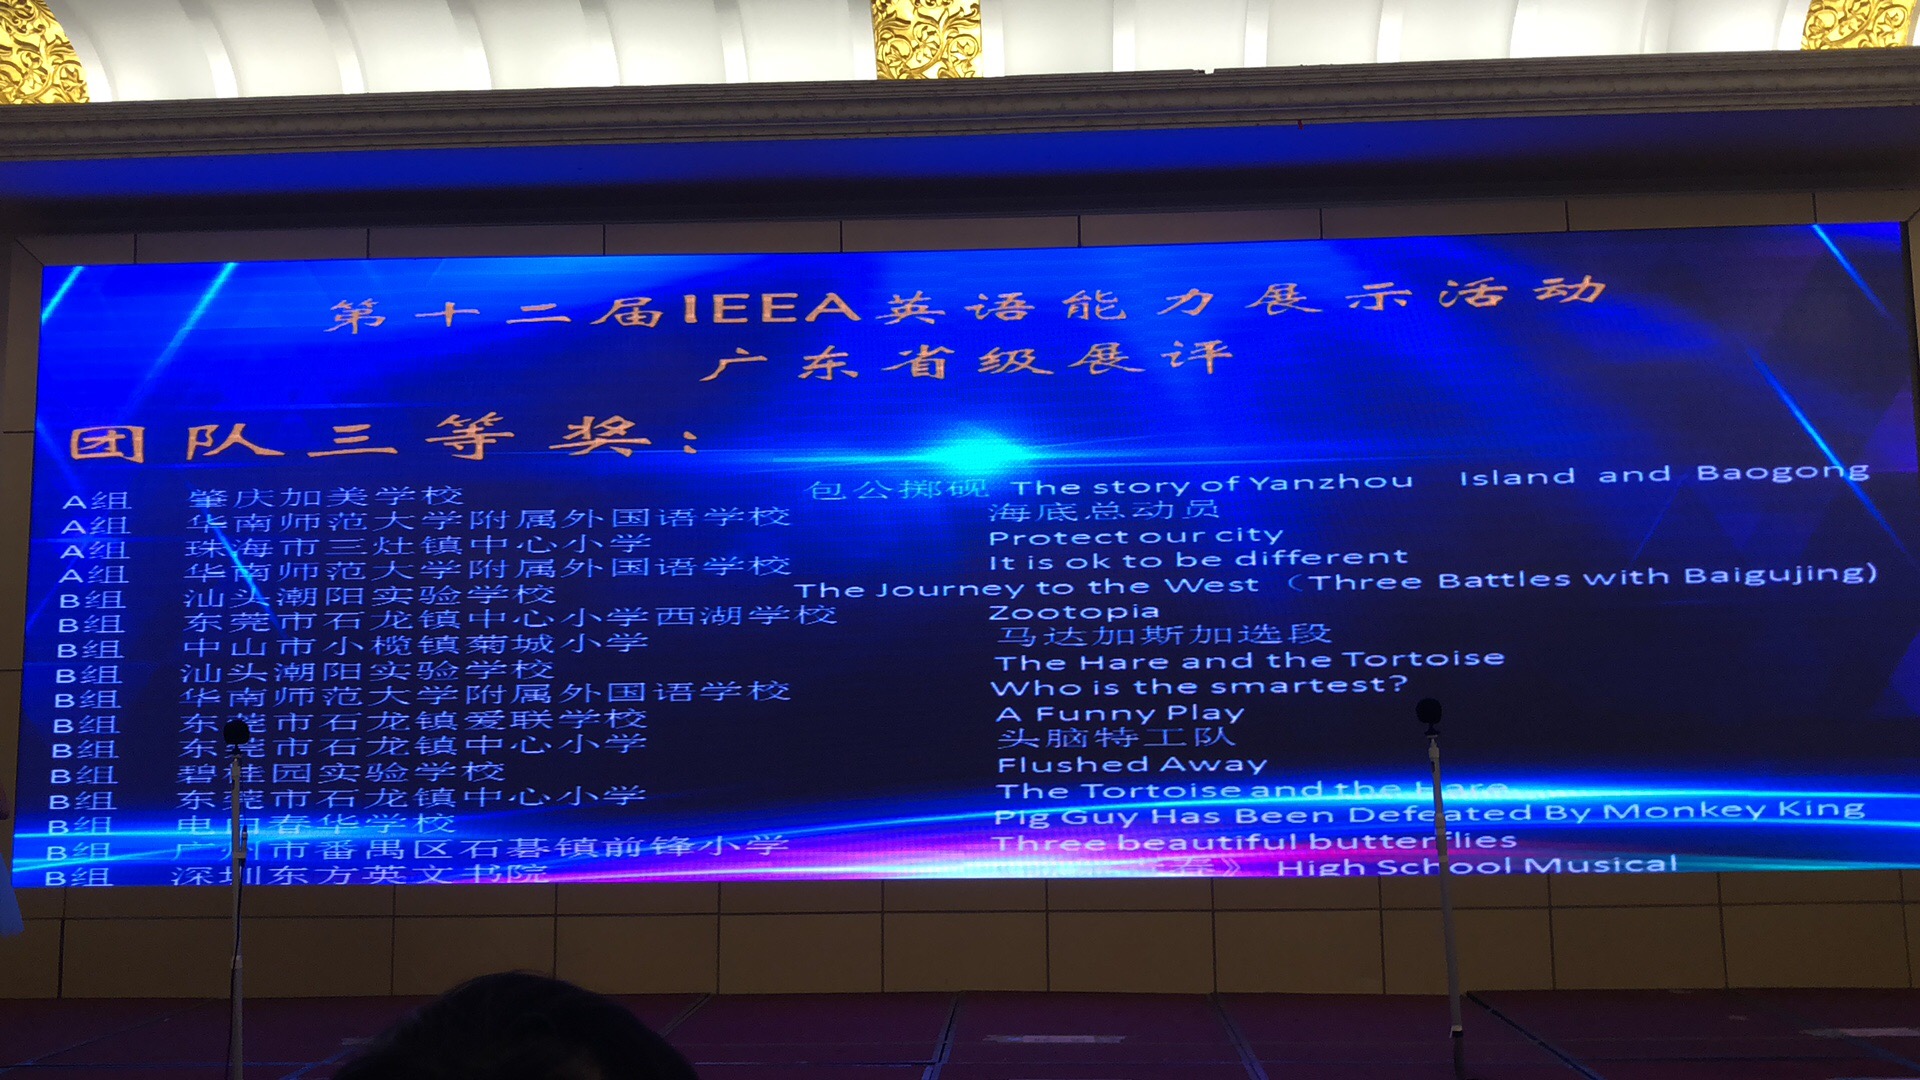 第十二届IEEA英语能力展示活动
广东省级展评
团队三等奖：
A组 肇庆加美学校 包公掷砚 The story of Yanzhou Island and Baogong
A组 华南师范大学附属外国语学校 海底总动员
A组 珠海市三灶镇中心小学 Protect our city
A组 华南师范大学附属外国语学校 It is ok to be different
B组 汕头潮阳实验学校 The Journey to the West （Three Battles with Baigujing)
B组 东莞市石龙镇中心小学西湖学校 Zootopia
B组 中山市小榄镇菊城小学 马达加斯加选段
B组 汕头潮阳实验学校 The Hare and the Tortoise
B组 华南师范大学附属外国语学校 Who is the smartest?
B组 东莞市石龙镇爱联学校 A Funny Play
B组 东莞市石龙镇中心小学 头脑特工队
B组 碧桂园实验学校 Flushed Away
B组 东莞市石龙镇中心小学 The Tortoise and the Hare
B组 电白春华学校 Pig Guy Has Been Defeated By Monkey King
B组 广州市番禺区石碁镇前锋小学 Three beautiful butterflies
B组 深圳东方英文书院 High School Musical